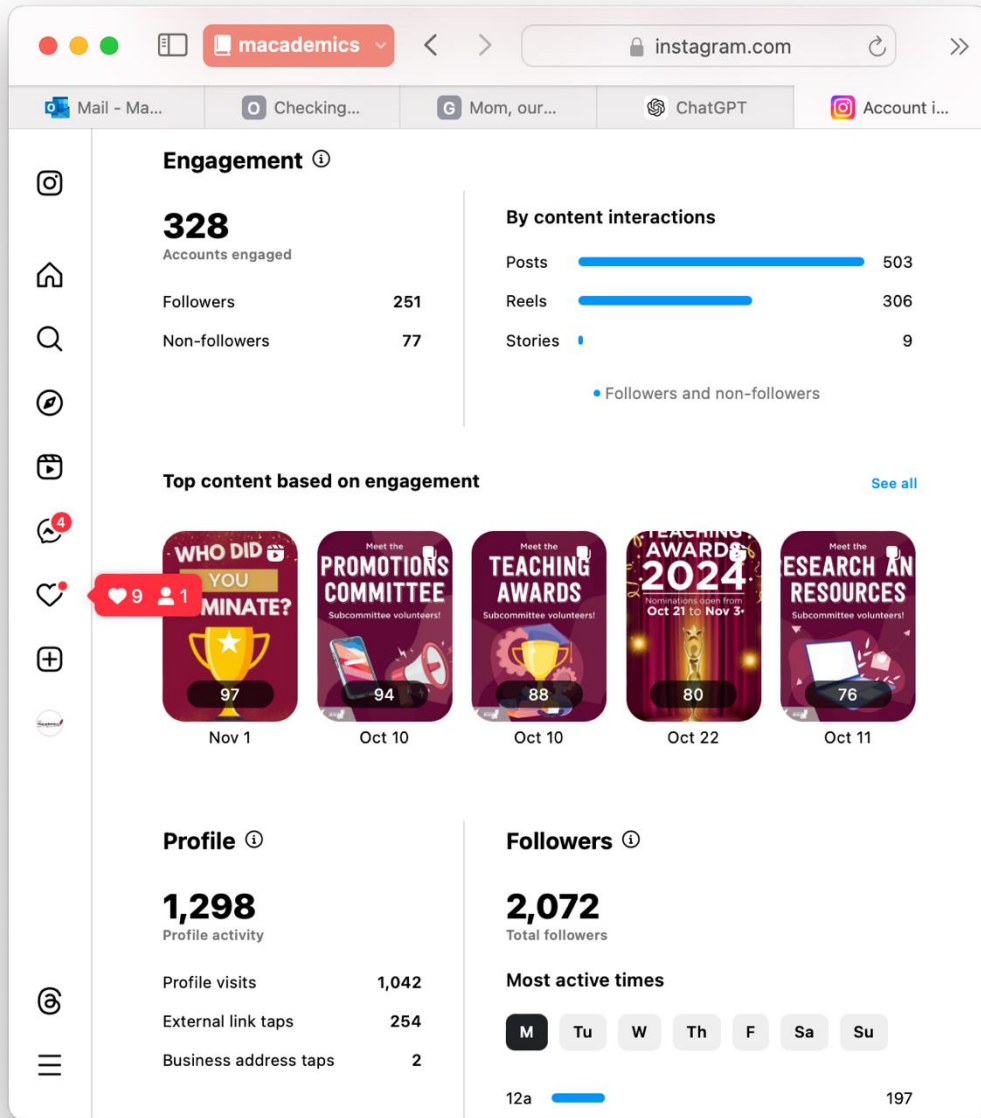 macademics
instagram.com
Mail - Ma...
Checking...
Mom, our...
ChatGPT
Account i...
Engagement
328
Accounts engaged
Followers 251
Non-followers 77
By content interactions
Posts 503
Reels 306
Stories 9
Followers and non-followers
Top content based on engagement
See all
4
9 1
WHO DID
YOU
MINATE?
97
Nov 1
Meet the
PROMOTIONS
COMMITTEE
Subcommittee volunteers!
94
Oct 10
Meet the
TEACHING
AWARDS
Subcommittee volunteers!
88
Oct 10
TEACHING
AWARDS
2024
Nominations open from
Oct 21 to Nov 3
80
Oct 22
Meet the
ESEARCH AN
RESOURCES
Subcommittee volunteers!
76
Oct 11
Profile
1,298
Profile activity
Profile visits 1,042
External link taps 254
Business address taps 2
Followers
2,072
Total followers
Most active times
M Tu W Th F Sa Su
12a 197